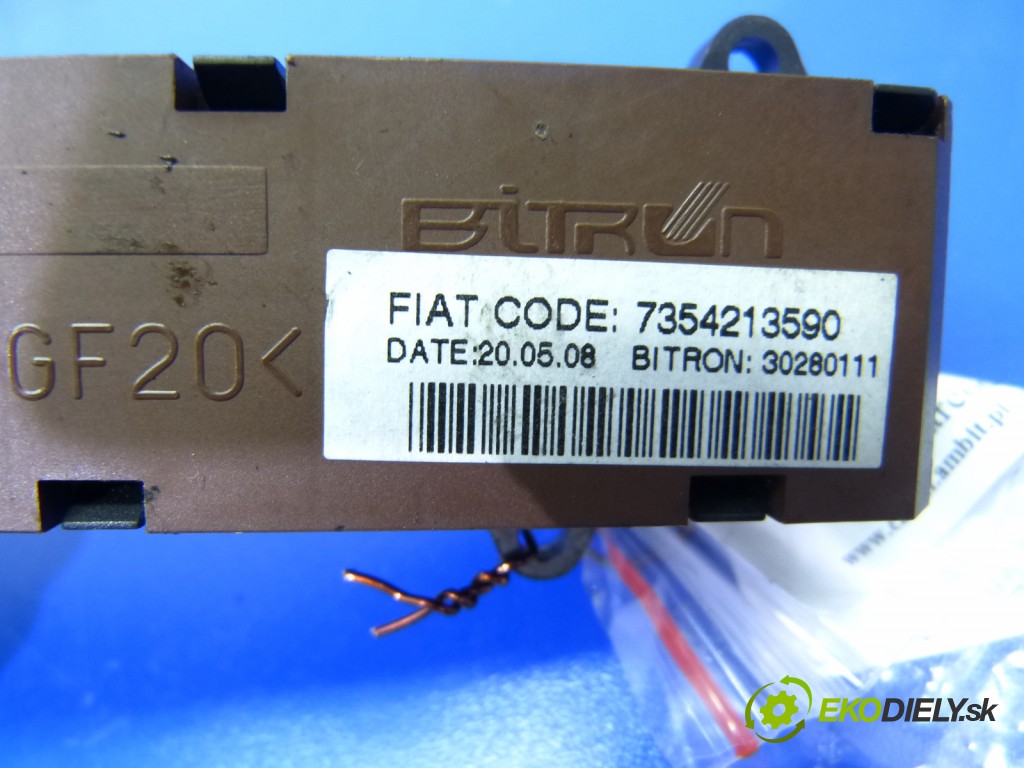 BITRON
FIAT CODE: 7354213590
DATE:20.05.08 BITRON: 30280111
GF20<
EKODIELY.sk